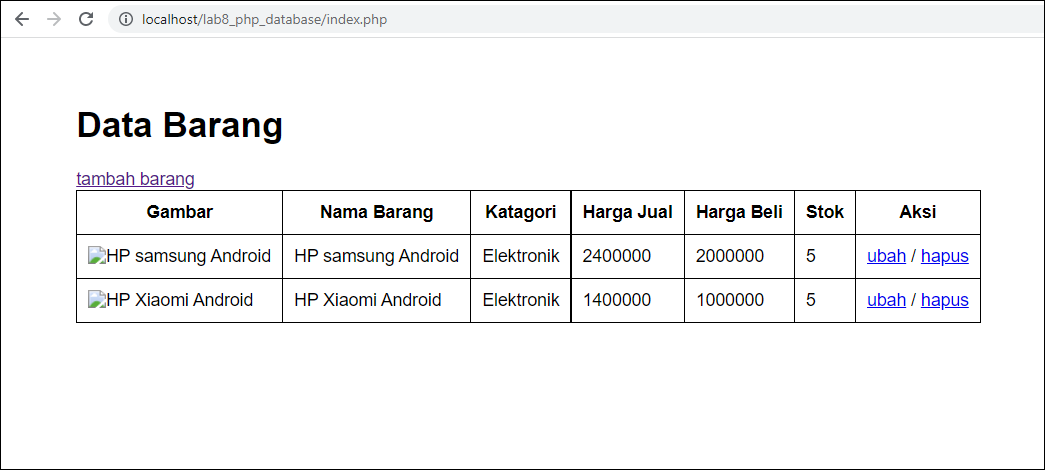 localhost/lab8_php_database/index.php
Data Barang
tambah barang
Gambar Nama Barang Katagori Harga Jual Harga Beli Stok Aksi
HP samsung Android HP samsung Android Elektronik 2400000 2000000 5 ubah / hapus
HP Xiaomi Android HP Xiaomi Android Elektronik 1400000 1000000 5 ubah / hapus